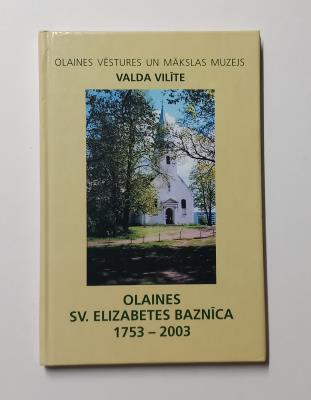 OLAINES VĒSTURES UN MĀKSLAS MUZEJS
VALDA VILĪTE
OLAINES
SV. ELIZABETES BAZNĪCA
1753 – 2003